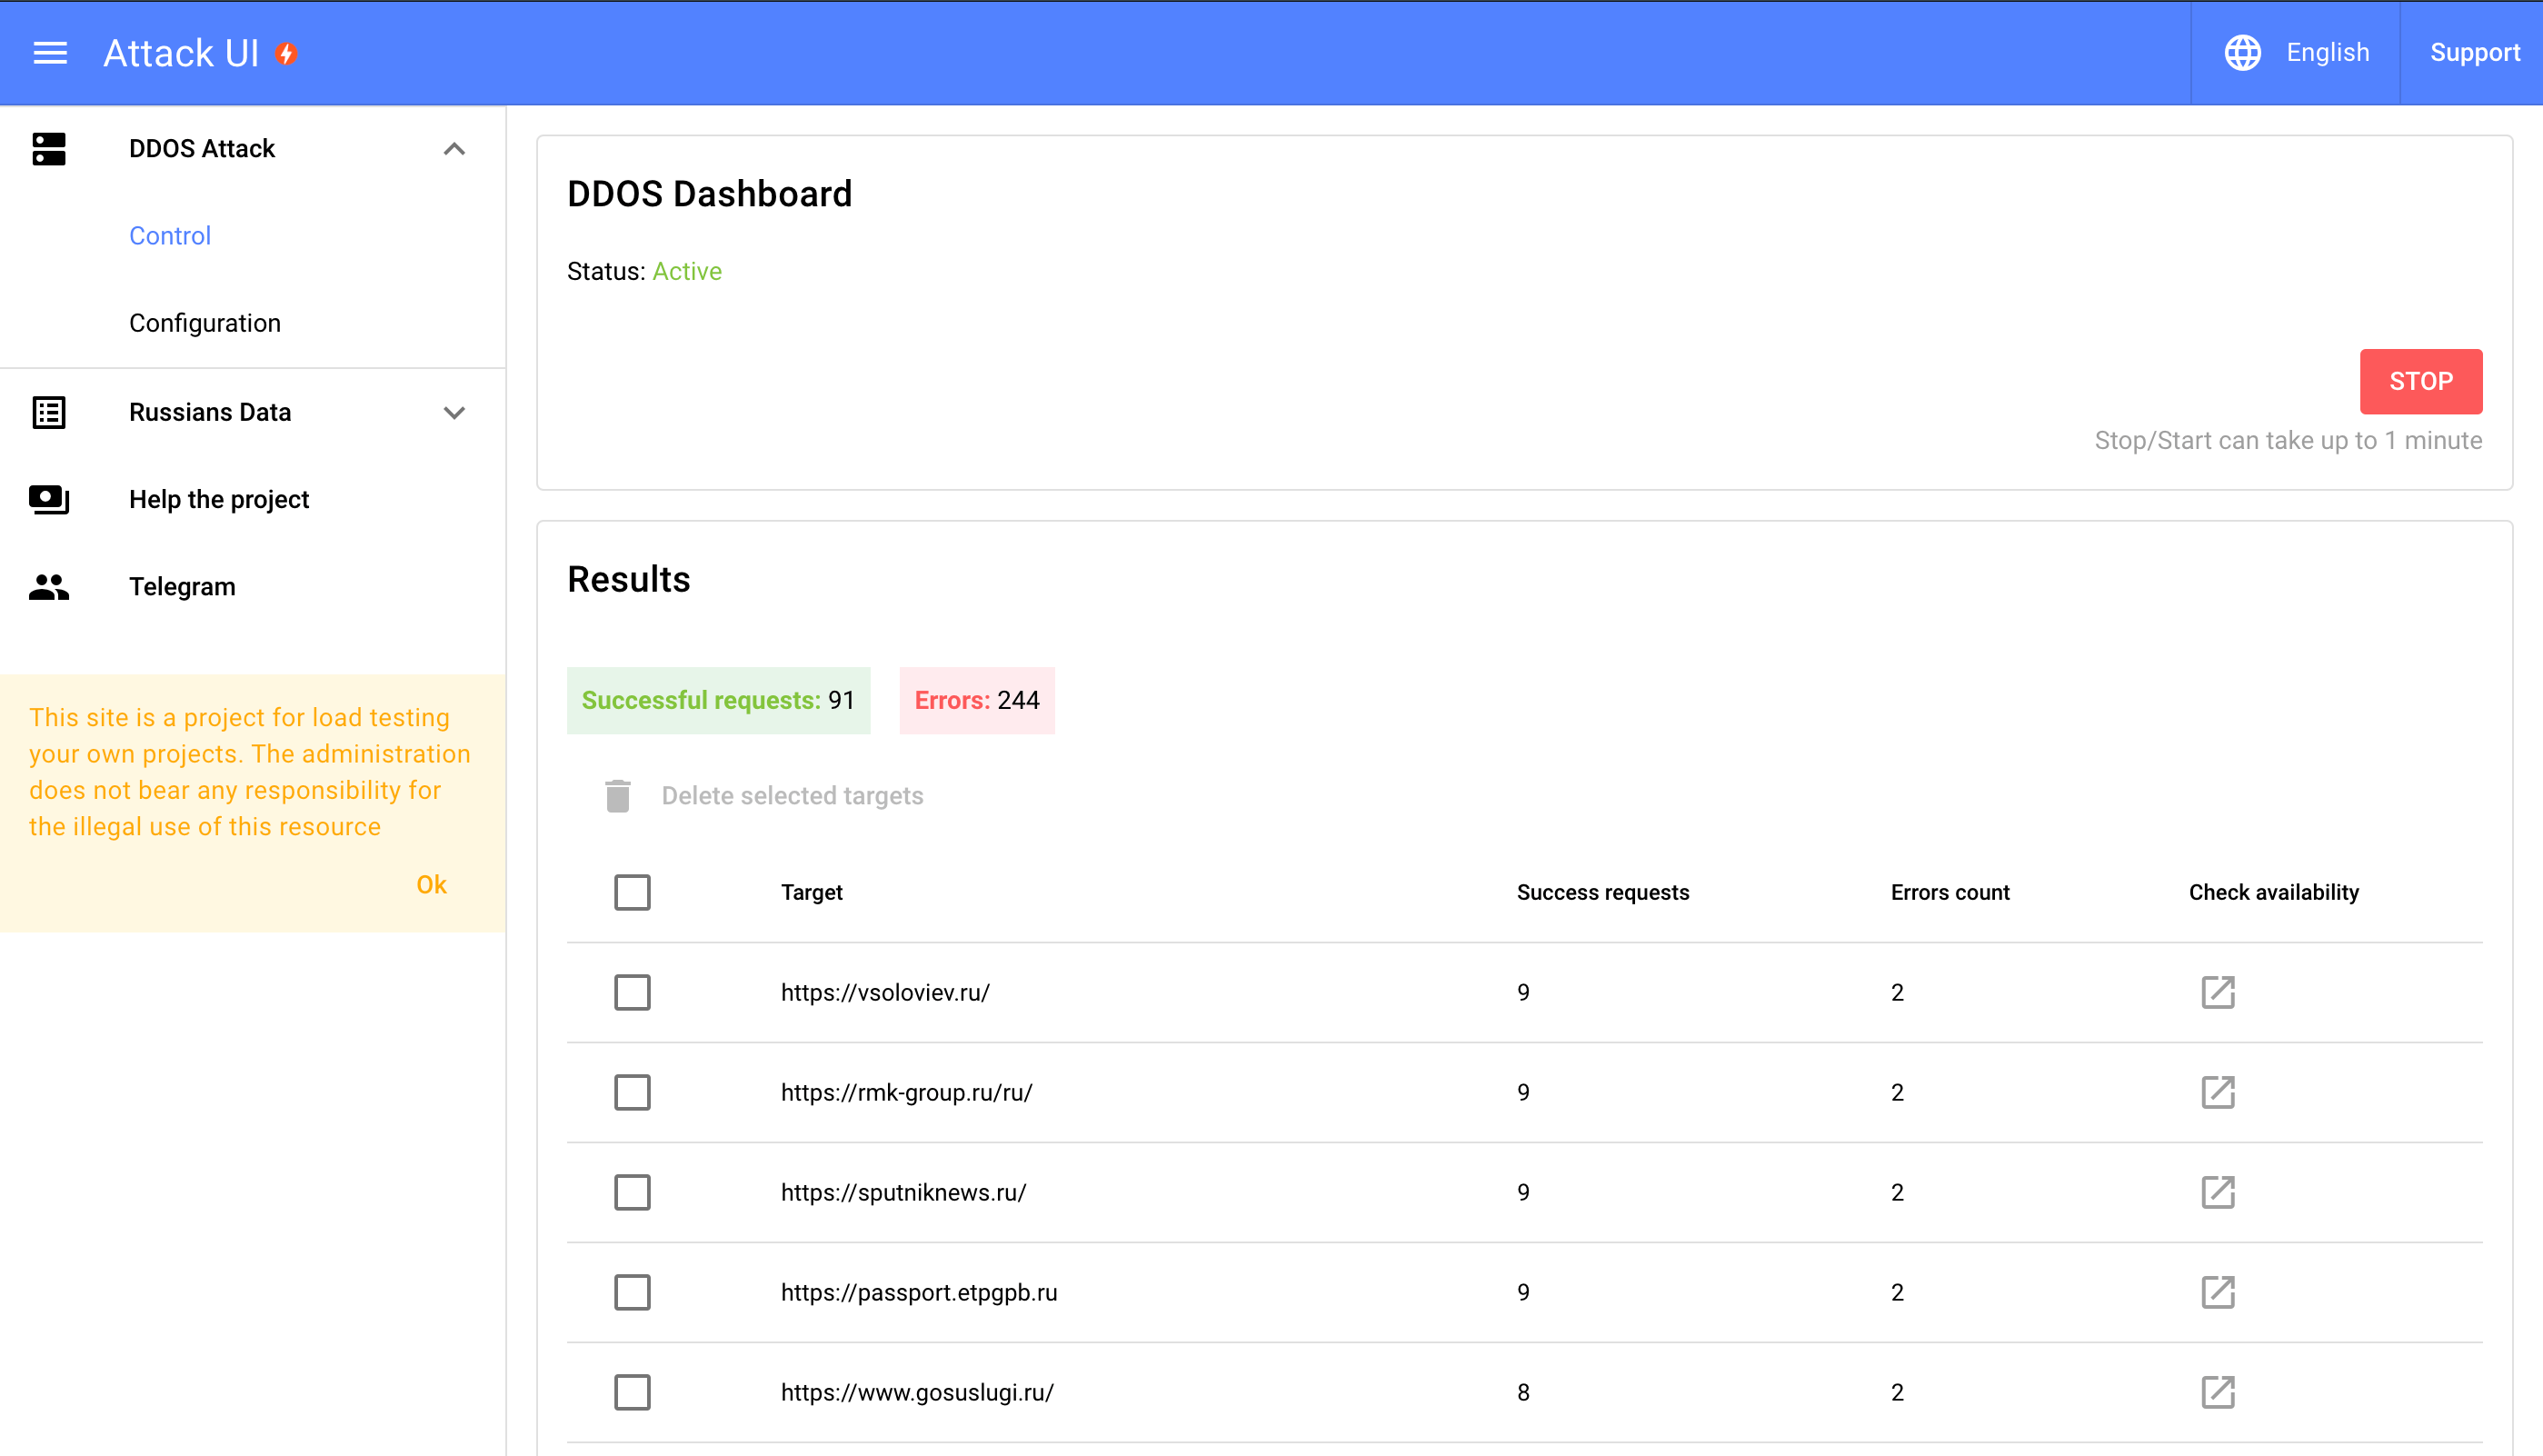 Attack UI
English
Support
DDOS Attack
Control
Configuration
Russians Data
Help the project
Telegram
This site is a project for load testing
your own projects. The administration
does not bear any responsibility for
the illegal use of this resource
Ok
DDOS Dashboard
Status: Active
STOP
Stop/Start can take up to 1 minute
Results
Successful requests: 91
Errors: 244
Delete selected targets
Target Success requests Errors count Check availability
https://vsoloviev.ru/ 9 2
https://rmk-group.ru/ru/ 9 2
https://sputniknews.ru/ 9 2
https://passport.etpgpb.ru 9 2
https://www.gosuslugi.ru/ 8 2